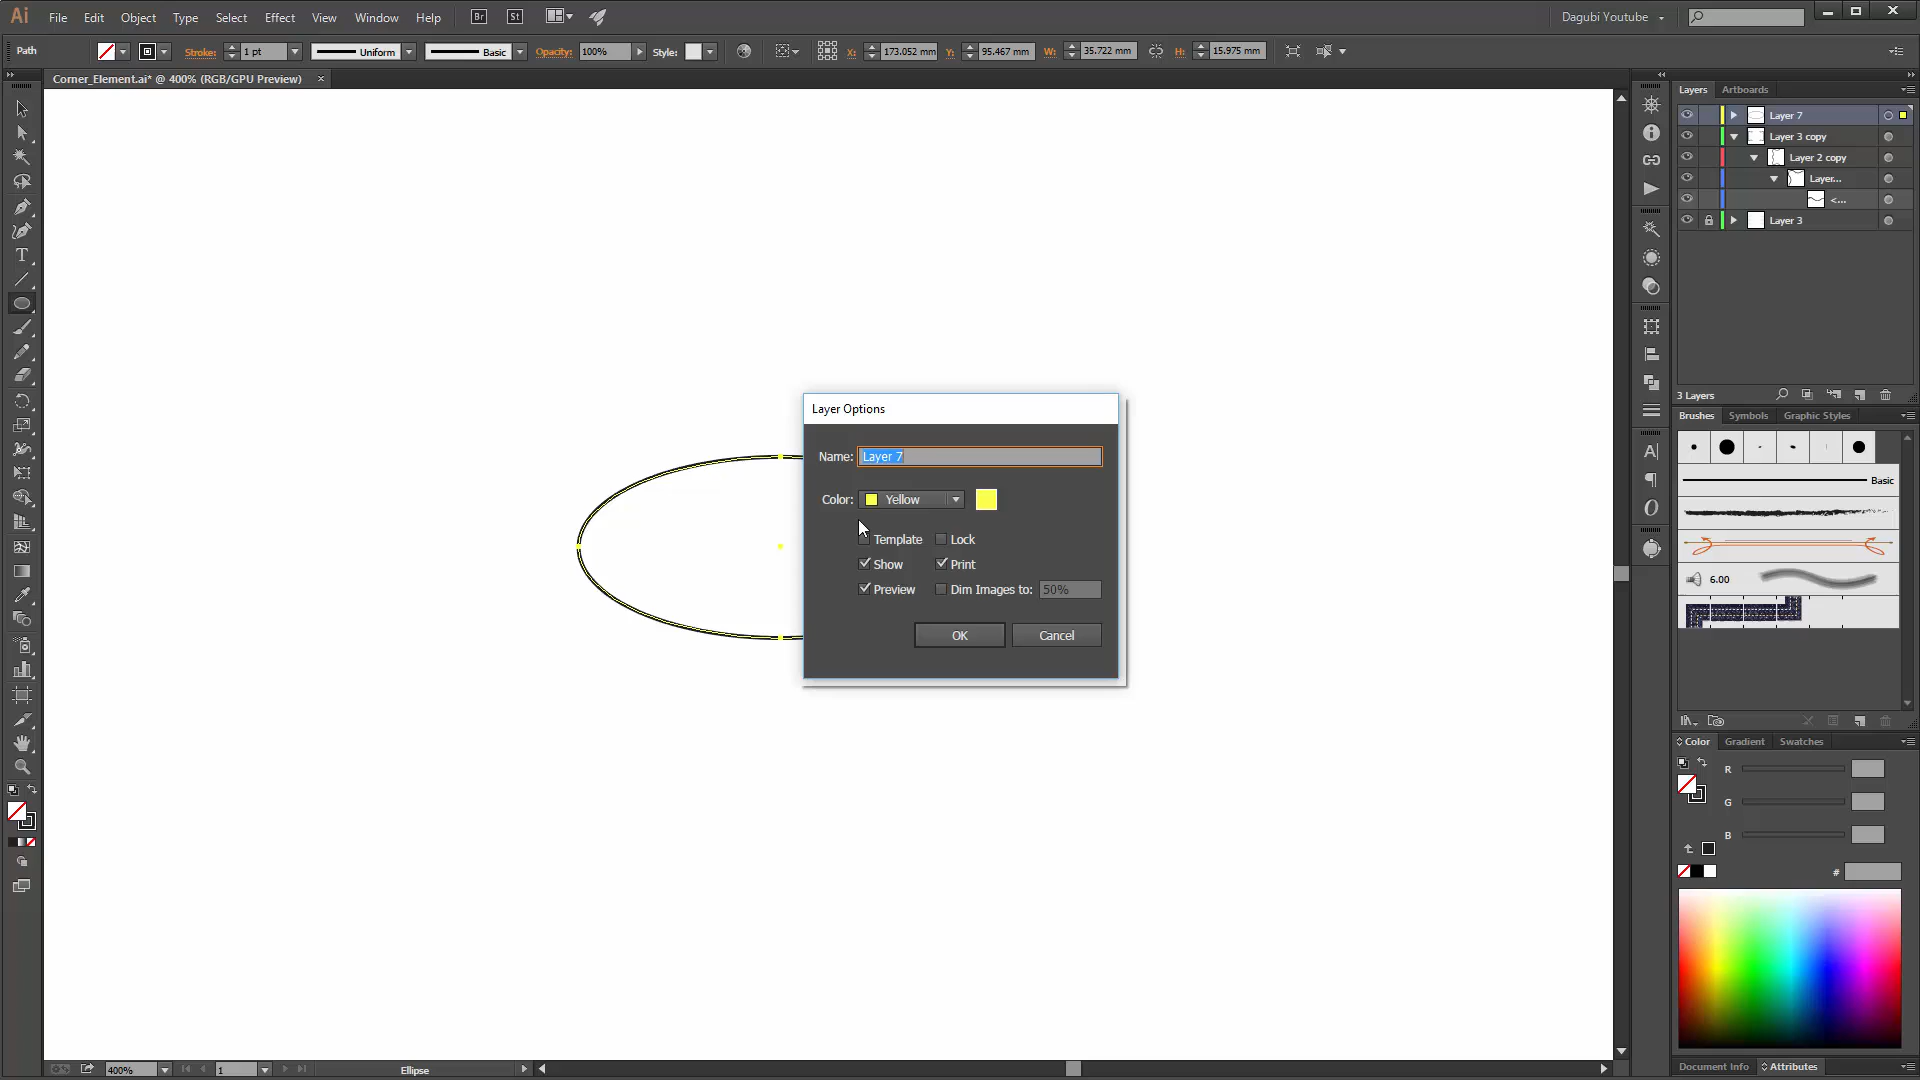 Ai File Edit Object Type Select Effect View Window Help Br St Dagubi Youtube
Path Stroke: 1 pt Uniform Basic Opacity: 100% Style: X: 173.052 mm Y: 95.467 mm W: 35.722 mm H: 15.975 mm
Corner_Element.ai* @ 400% (RGB/GPU Preview) ×
Layers Artboards
Layer 7
Layer 3 copy
Layer 2 copy
Layer...
<...
Layer 3
3 Layers
Brushes Symbols Graphic Styles
Basic
6.00
Layer Options
Name: Layer 7
Color: Yellow
Template Lock
Show Print
Preview Dim Images to: 50%
OK Cancel
Color Gradient Swatches
R
G
B
#
400% 1 Ellipse
Document Info Attributes